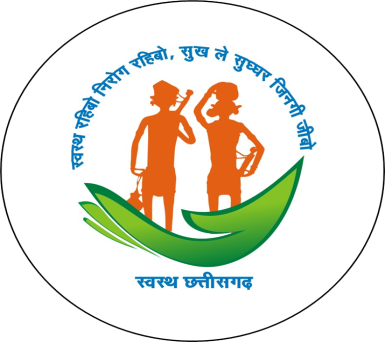 स्वस्थ रहिबो निरोग रहिबो, सुख ले सुघ्घर जिनगी जीबो
स्वस्थ छत्तीसगढ़